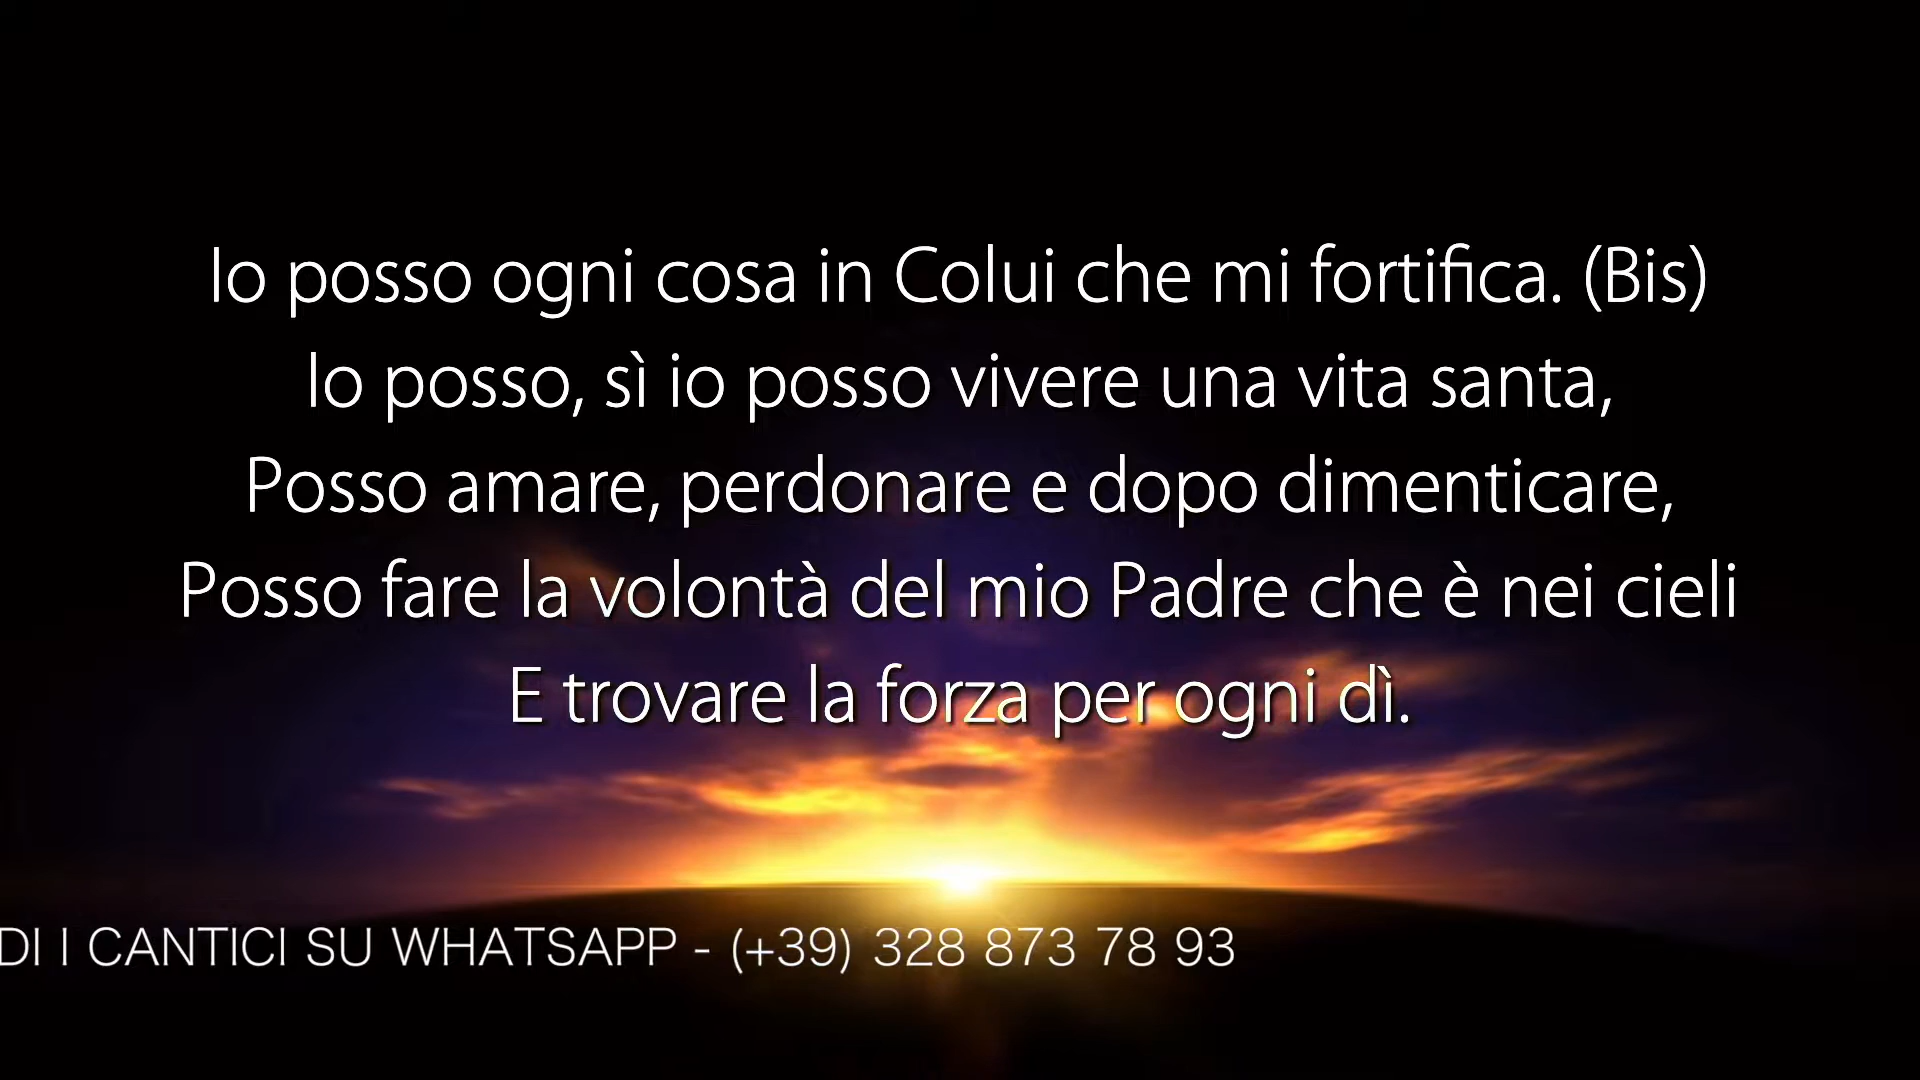 Io posso ogni cosa in Colui che mi fortifica. (Bis)
Io posso, sì io posso vivere una vita santa,
Posso amare, perdonare e dopo dimenticare,
Posso fare la volontà del mio Padre che è nei cieli
E trovare la forza per ogni dì.
DI I CANTICI SU WHATSAPP - (+39) 328 873 78 93